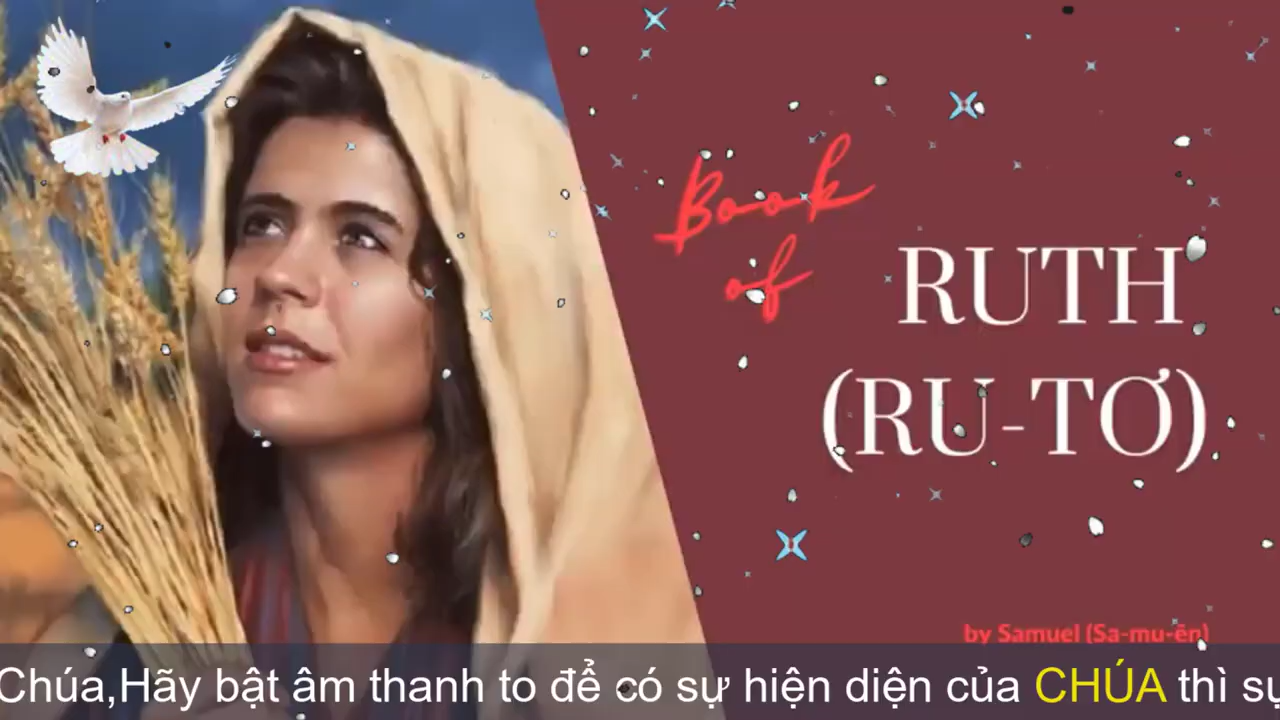 Book
of
RUTH
(RU-TƠ)
by Samuel (Sa-mu-ên)
Chúa,Hãy bật âm thanh to để có sự hiện diện của CHÚA thì